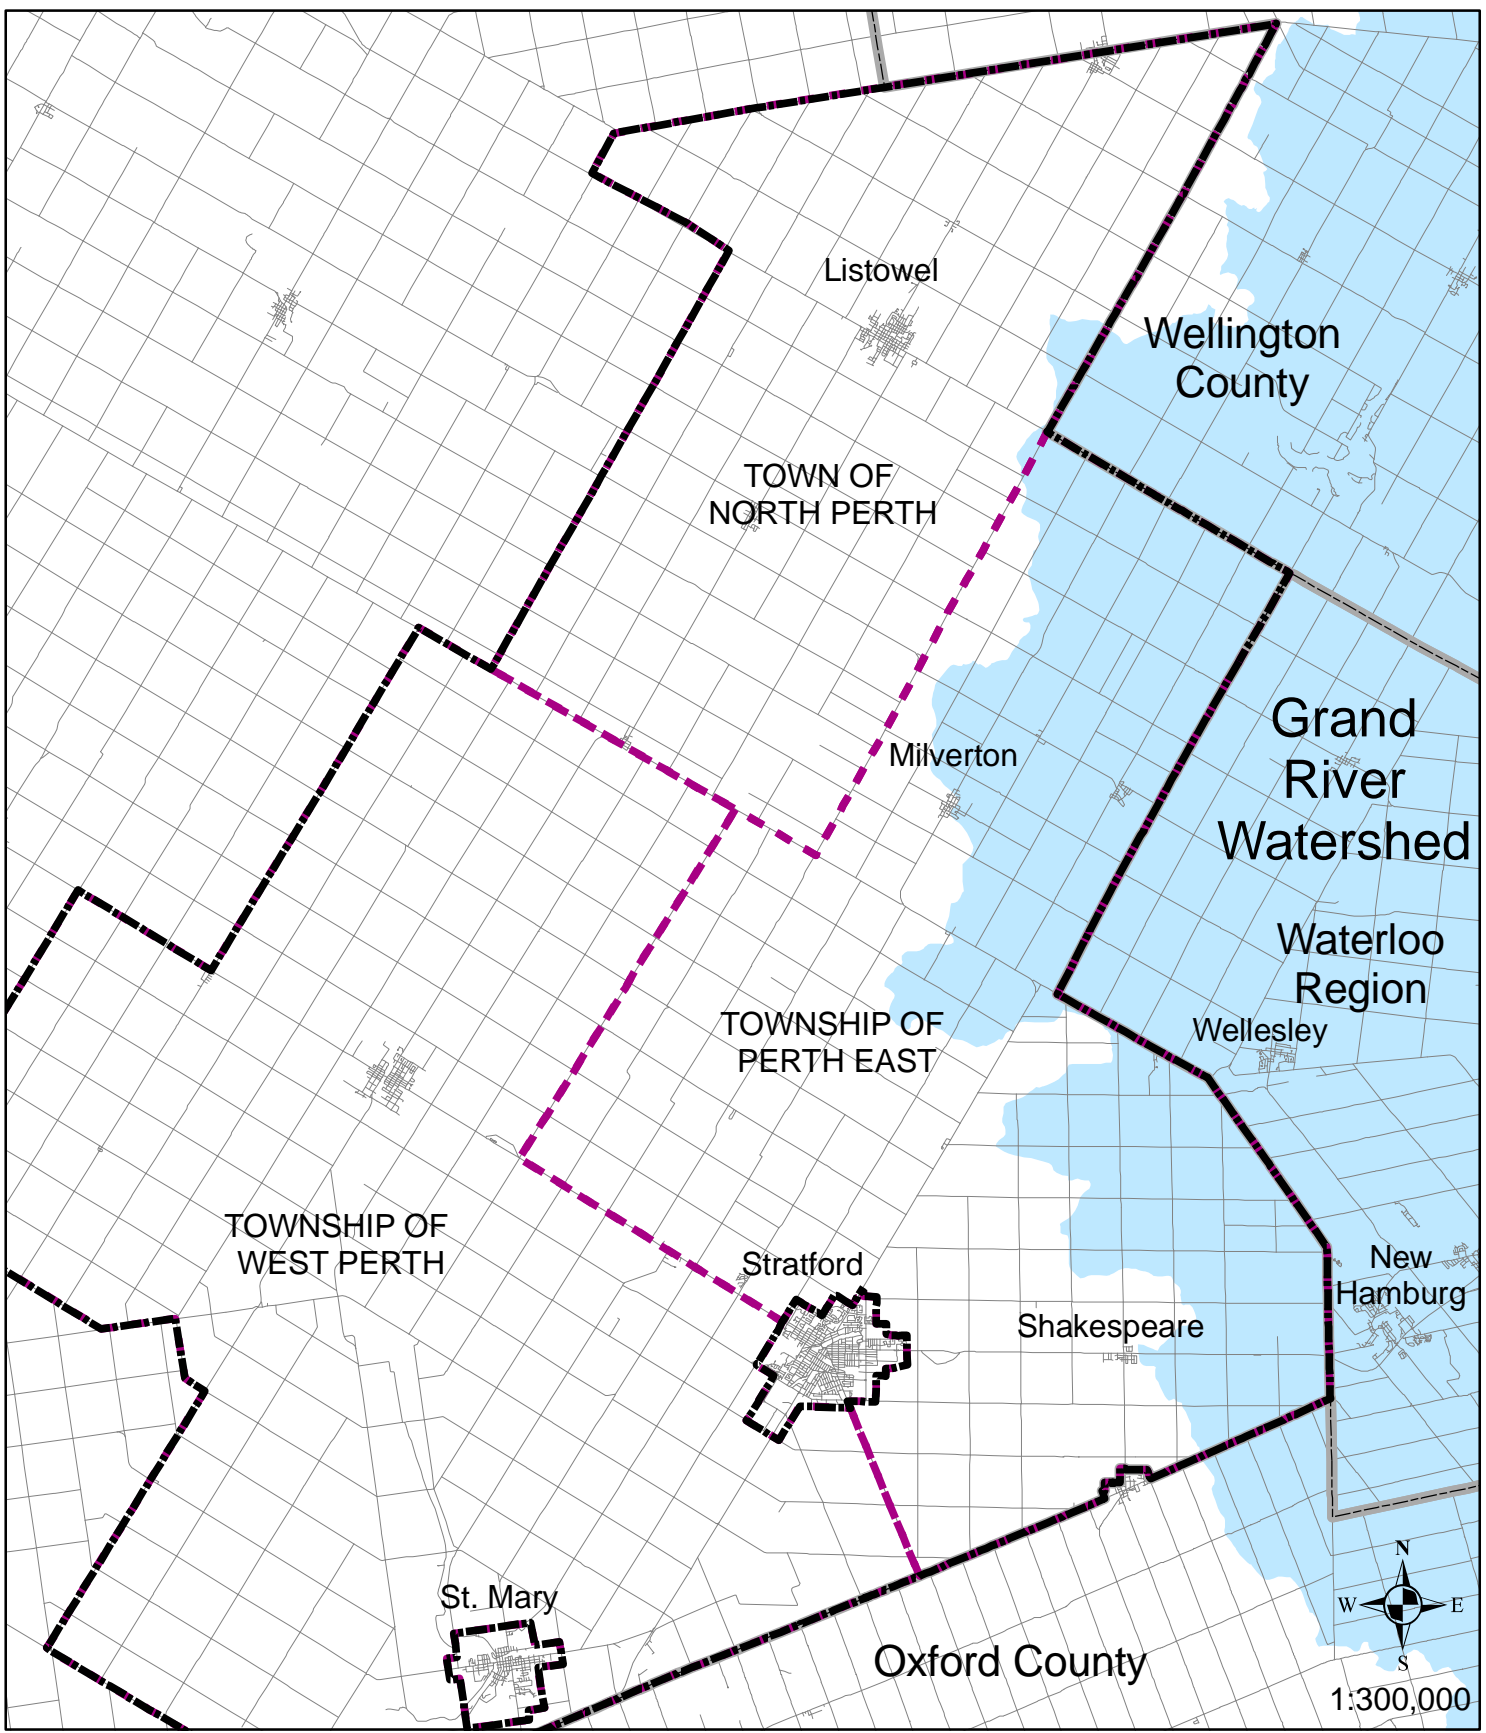 Listowel
Wellington
County
TOWN OF
NORTH PERTH
Grand
River
Watershed
Milverton
Waterloo
Region
Wellesley
TOWNSHIP OF
PERTH EAST
TOWNSHIP OF
WEST PERTH
Stratford
New
Hamburg
Shakespeare
St. Mary
Oxford County
N
W
E
S
1:300,000